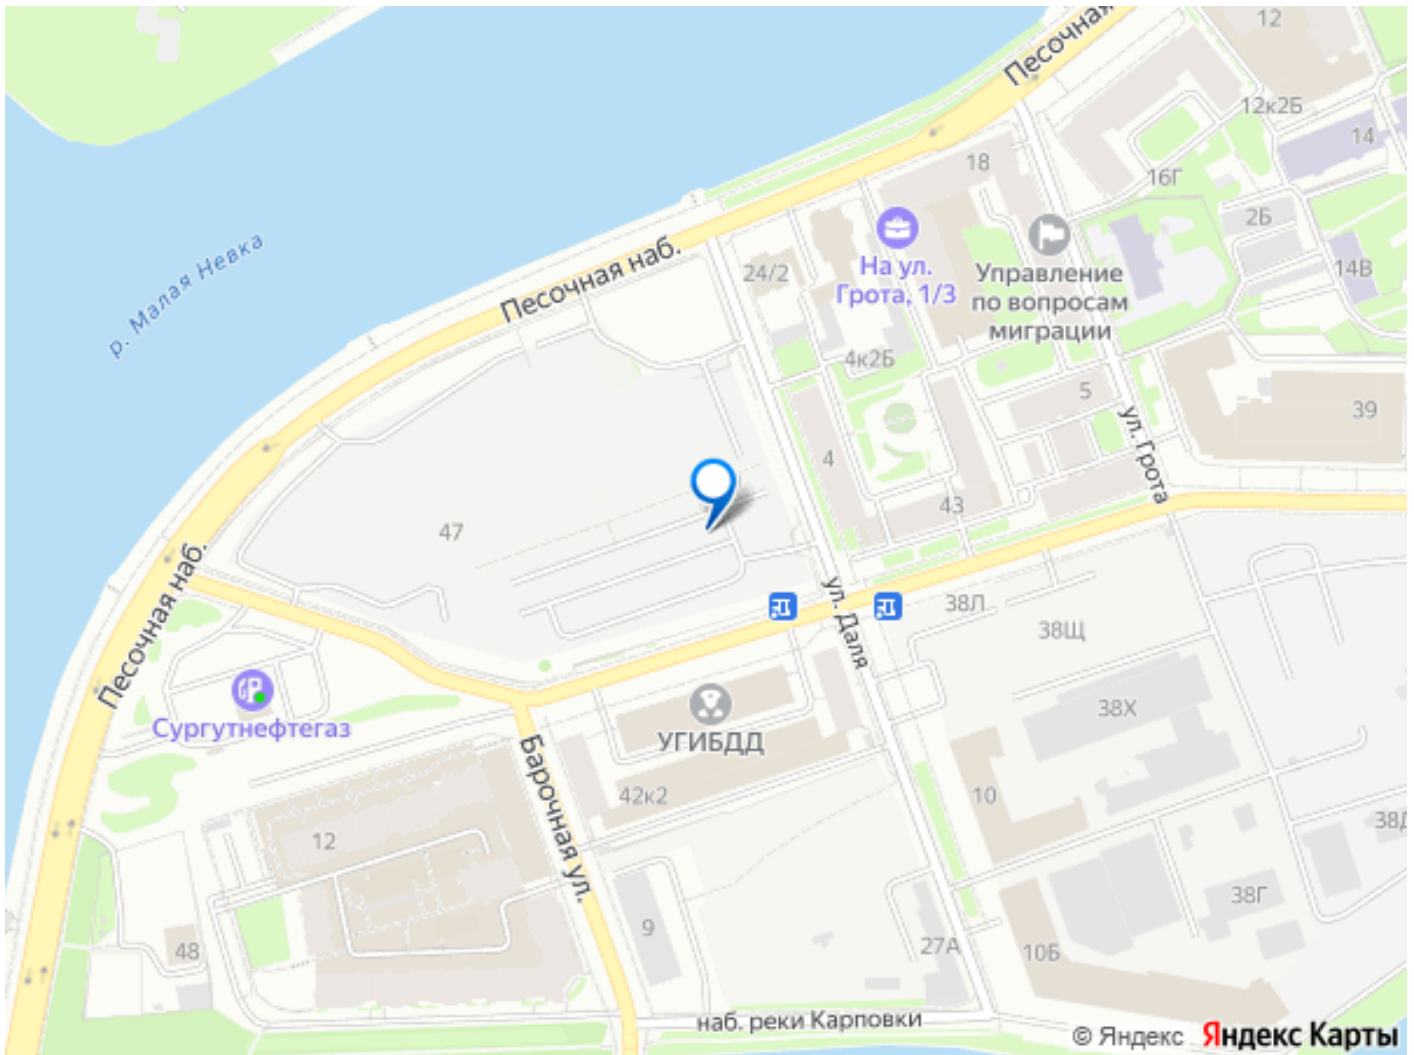 Песочная
12
12к2Б
14
18
16Г
2Б
14В
р. Малая Невка
Песочная наб.
24/2
На ул.
Грота, 1/3
Управление
по вопросам
миграции
4к2Б
5
39
ул. Грота
4
43
47
Песочная наб.
ул. Даля
38Л
38Щ
Сургутнефтегаз
УГИБДД
38Х
Барочная ул.
42к2
10
12
38Д
38Г
9
48
27А
10Б
наб. реки Карповки
© Яндекс Яндекс Карты